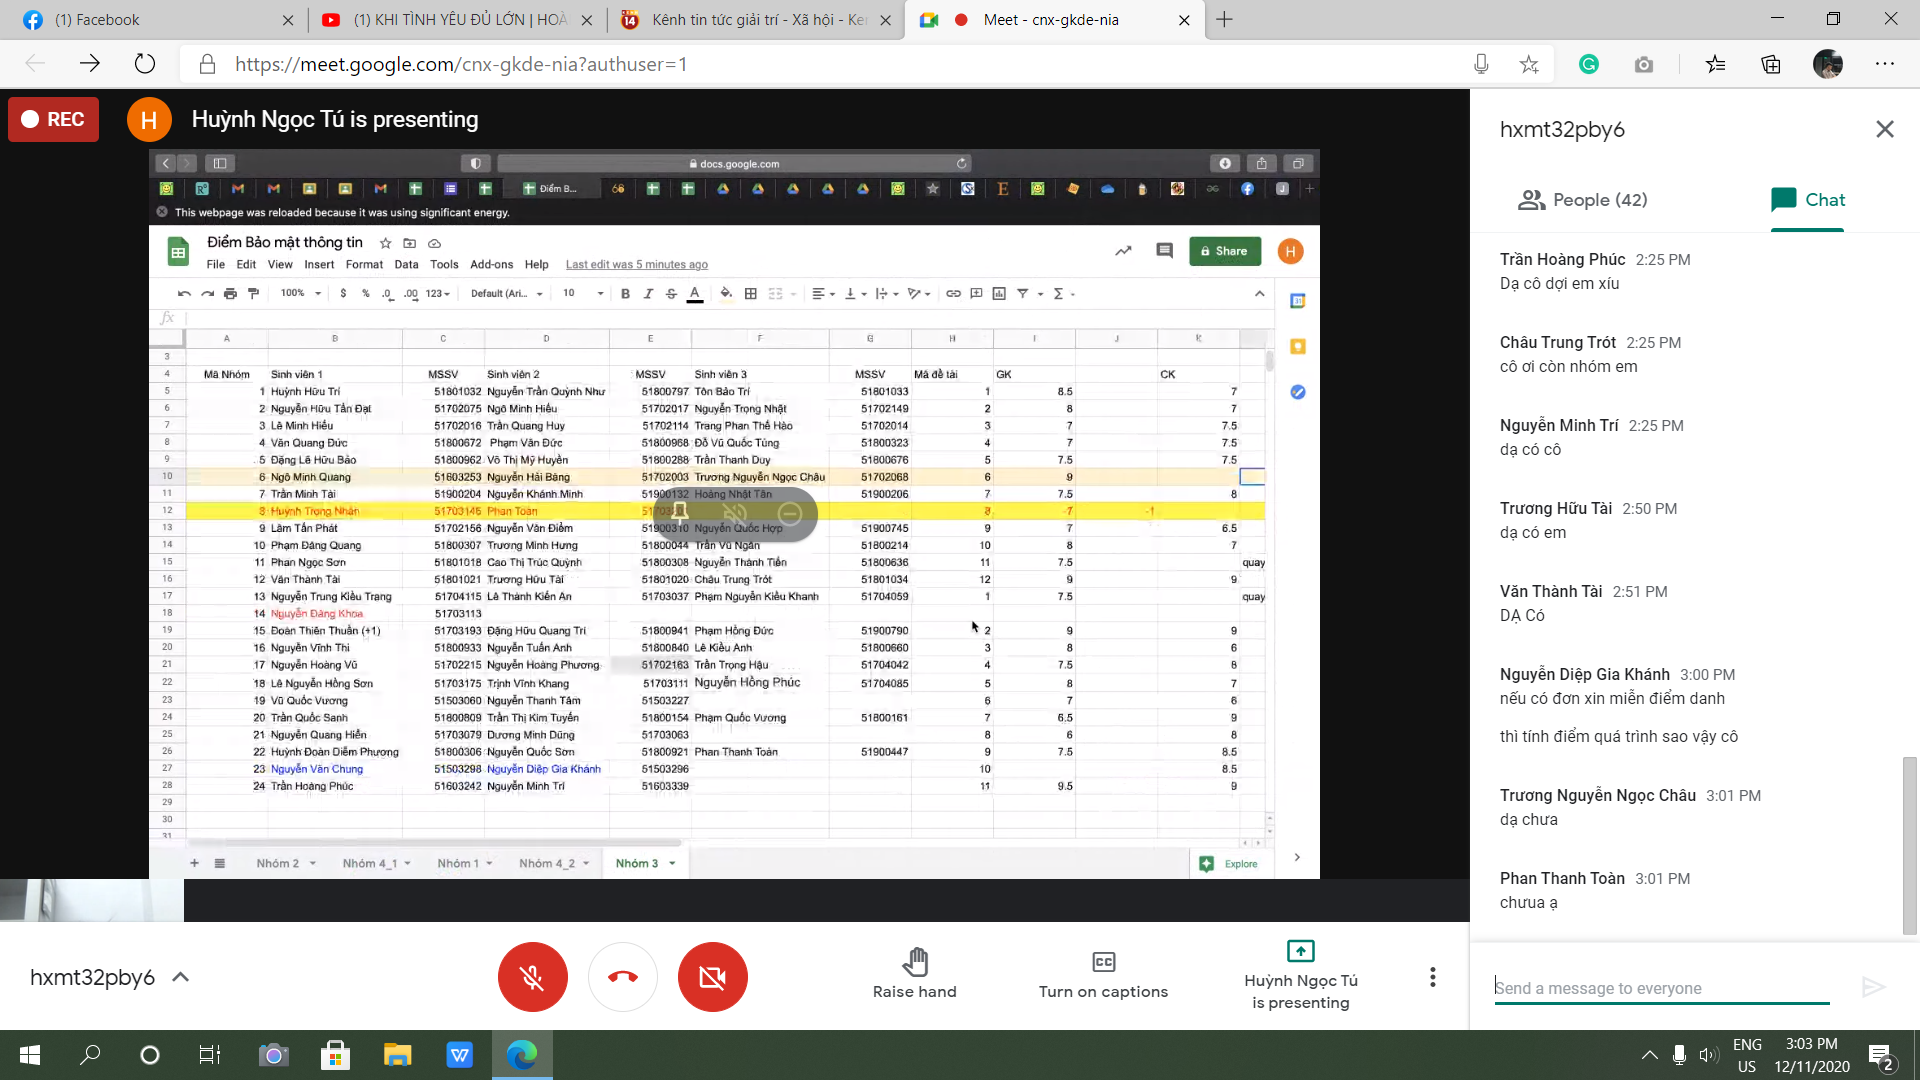 (1) Facebook
(1) KHI TÌNH YÊU ĐỦ LỚN | HOÀ
Kênh tin tức giải trí - Xã hội - Ken
Meet - cnx-gkde-nia
https://meet.google.com/cnx-gkde-nia?authuser=1
REC
H
Huỳnh Ngọc Tú is presenting
docs.google.com
Điểm B...
This webpage was reloaded because it was using significant energy.
Điểm Bảo mật thông tin
File Edit View Insert Format Data Tools Add-ons Help Last edit was 5 minutes ago
Share
H
100% $ % .0 .00 123 Default (Ari... 10 B I S A
fx
A B C D E F G H I J K
3
4 Mã Nhóm Sinh viên 1 MSSV Sinh viên 2 MSSV Sinh viên 3 MSSV Mã đề tài GK CK
5 1 Huỳnh Hữu Trí 51801032 Nguyễn Trần Quỳnh Như 51800797 Tôn Bảo Trí 51801033 1 8.5 7
6 2 Nguyễn Hữu Tấn Đạt 51702075 Ngô Minh Hiếu 51702017 Nguyễn Trọng Nhật 51702149 2 8 7
7 3 Lê Minh Hiếu 51702016 Trần Quang Huy 51702114 Trang Phan Thế Hào 51702014 3 7 7.5
8 4 Văn Quang Đức 51800672 Phạm Văn Đức 51800968 Đỗ Vũ Quốc Tùng 51800323 4 7 7.5
9 5 Đặng Lê Hữu Bảo 51800962 Võ Thị Mỹ Huyền 51800288 Trần Thanh Duy 51800676 5 7.5 7.5
10 6 Ngô Minh Quang 51803253 Nguyễn Hải Bằng 51702003 Trương Nguyễn Ngọc Châu 51702068 6 9
11 7 Trần Minh Tài 51900204 Nguyễn Khánh Minh 51900132 Hoàng Nhật Tân 51900206 7 7.5 8
12 8 Huỳnh Trọng Nhân 51703146 Phan Toàn 8 7 -1
13 9 Lâm Tấn Phát 51702156 Nguyễn Văn Điềm 51900310 Nguyễn Quốc Hợp 51900745 9 7 6.5
14 10 Phạm Đăng Quang 51800307 Trương Minh Hưng 51800044 Trần Vũ Ngân 51800214 10 8 7
15 11 Phan Ngọc Sơn 51801018 Cao Thị Trúc Quỳnh 51800308 Nguyễn Thành Tiến 51800636 11 7.5 quay
16 12 Văn Thành Tài 51801021 Trương Hữu Tài 51801020 Châu Trung Trót 51801034 12 9 9
17 13 Nguyễn Trung Kiều Trang 51704115 Lê Thành Kiến An 51703037 Phạm Nguyễn Kiều Khanh 51704059 1 7.5 quay
18 14 Nguyễn Đăng Khoa 51703113
19 15 Đoàn Thiên Thuấn (+1) 51703193 Đặng Hữu Quang Trí 51800941 Phạm Hồng Đức 51900790 2 9 9
20 16 Nguyễn Vĩnh Thi 51800933 Nguyễn Tuấn Anh 51800840 Lê Kiều Anh 51800660 3 8 6
21 17 Nguyễn Hoàng Vũ 51702215 Nguyễn Hoàng Phương 51702163 Trần Trọng Hậu 51704042 4 7.5 8
22 18 Lê Nguyễn Hồng Sơn 51703175 Trịnh Vĩnh Khang 51703111 Nguyễn Hồng Phúc 51704085 5 8 7
23 19 Vũ Quốc Vương 51503060 Nguyễn Thanh Tâm 51503227 6 7 6
24 20 Trần Quốc Sanh 51800809 Trần Thị Kim Tuyến 51800154 Phạm Quốc Vương 51800161 7 6.5 9
25 21 Nguyễn Quang Hiển 51703079 Dương Minh Dũng 51703063 8 6 8
26 22 Huỳnh Đoàn Diễm Phương 51800306 Nguyễn Quốc Sơn 51800921 Phan Thanh Toàn 51900447 9 7.5 8.5
27 23 Nguyễn Văn Chung 51503298 Nguyễn Diệp Gia Khánh 51503296 10 8.5
28 24 Trần Hoàng Phúc 51603242 Nguyễn Minh Trí 51603339 11 9.5 9
29
30
31
Nhóm 2 Nhóm 4_1 Nhóm 1 Nhóm 4_2 Nhóm 3 Explore
hxmt32pby6
People (42) Chat
Trần Hoàng Phúc 2:25 PM
Dạ cô dợi em xíu
Châu Trung Trót 2:25 PM
cô ơi còn nhóm em
Nguyễn Minh Trí 2:25 PM
dạ có cô
Trương Hữu Tài 2:50 PM
dạ có em
Văn Thành Tài 2:51 PM
DẠ Có
Nguyễn Diệp Gia Khánh 3:00 PM
nếu có đơn xin miễn điểm danh
thì tính điểm quá trình sao vậy cô
Trương Nguyễn Ngọc Châu 3:01 PM
dạ chưa
Phan Thanh Toàn 3:01 PM
chưua ạ
Send a message to everyone
hxmt32pby6
Raise hand
Turn on captions
Huỳnh Ngọc Tú
is presenting
ENG
US
3:03 PM
12/11/2020
2